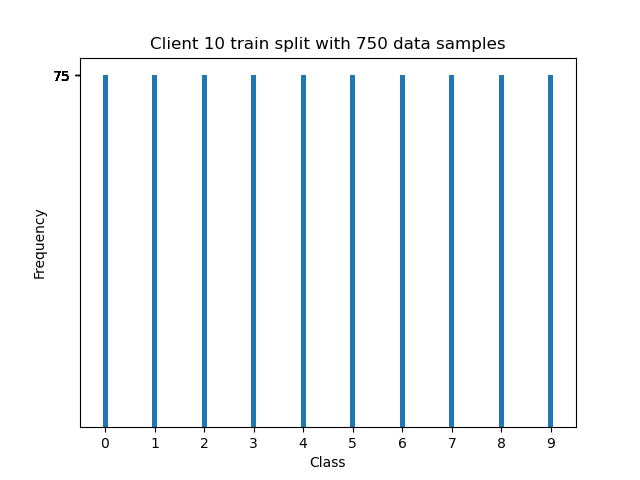 Client 10 train split with 750 data samples
75
Frequency
0 1 2 3 4 5 6 7 8 9
Class